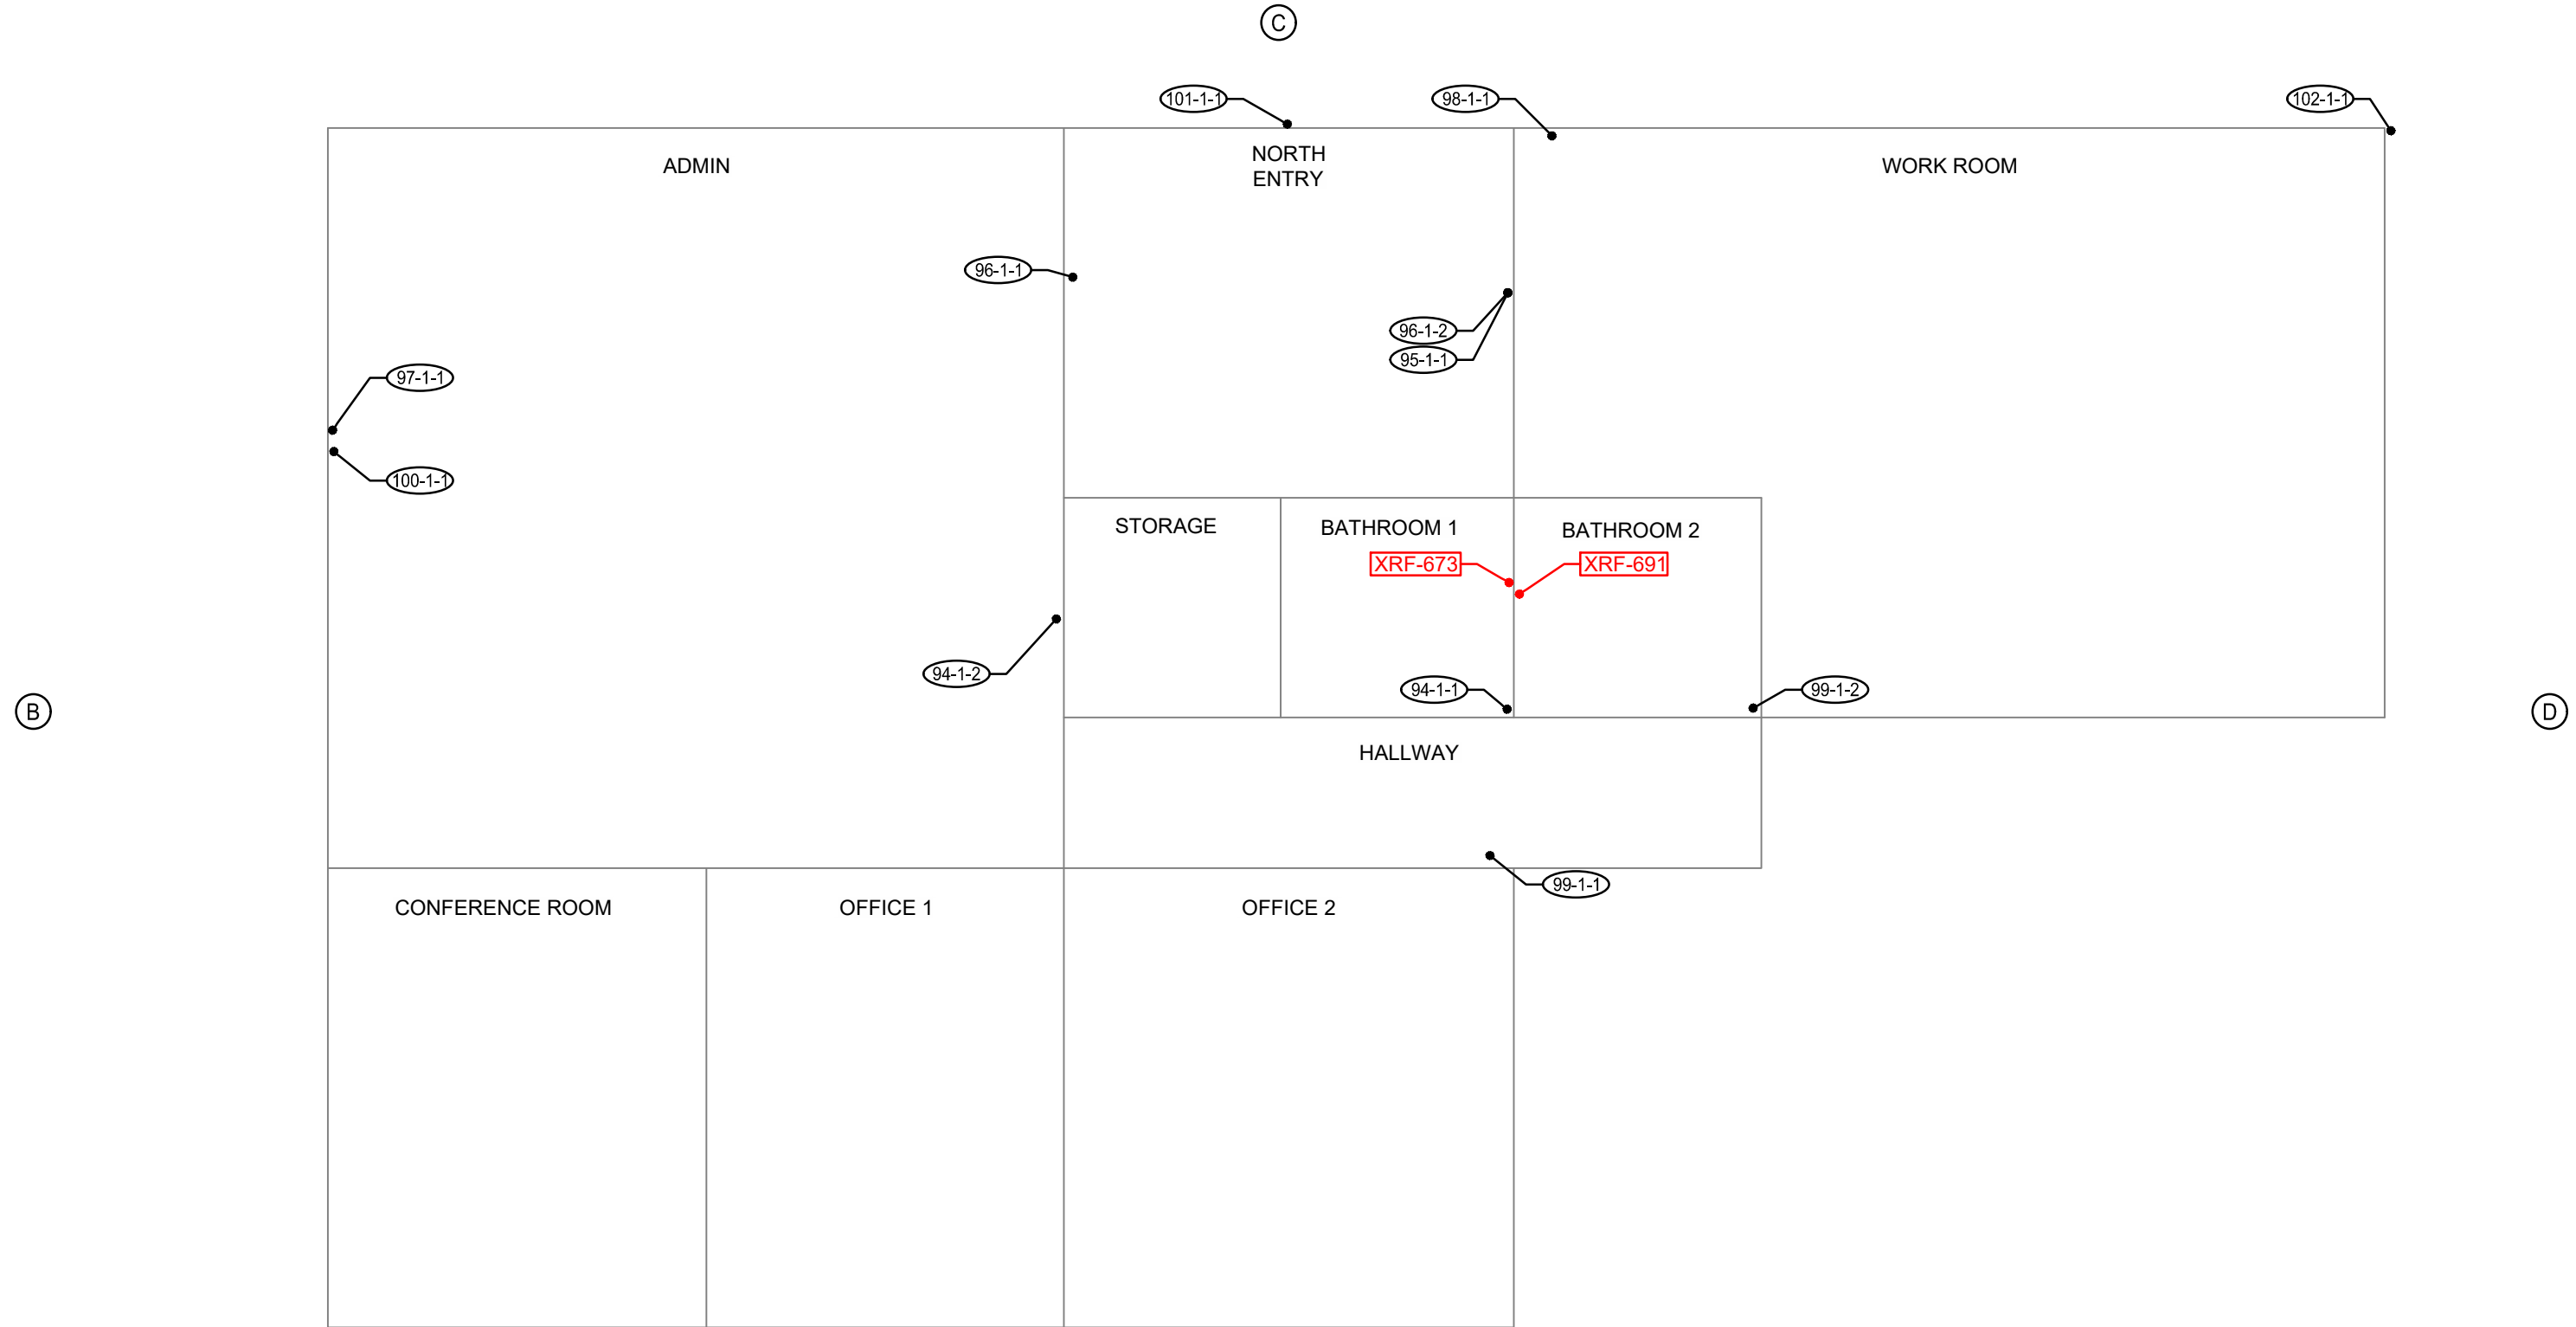 C
101-1-1
98-1-1
102-1-1
ADMIN
NORTH
ENTRY
WORK ROOM
96-1-1
96-1-2
95-1-1
97-1-1
100-1-1
STORAGE
BATHROOM 1
BATHROOM 2
XRF-673
XRF-691
94-1-2
94-1-1
99-1-2
B
D
HALLWAY
99-1-1
CONFERENCE ROOM
OFFICE 1
OFFICE 2